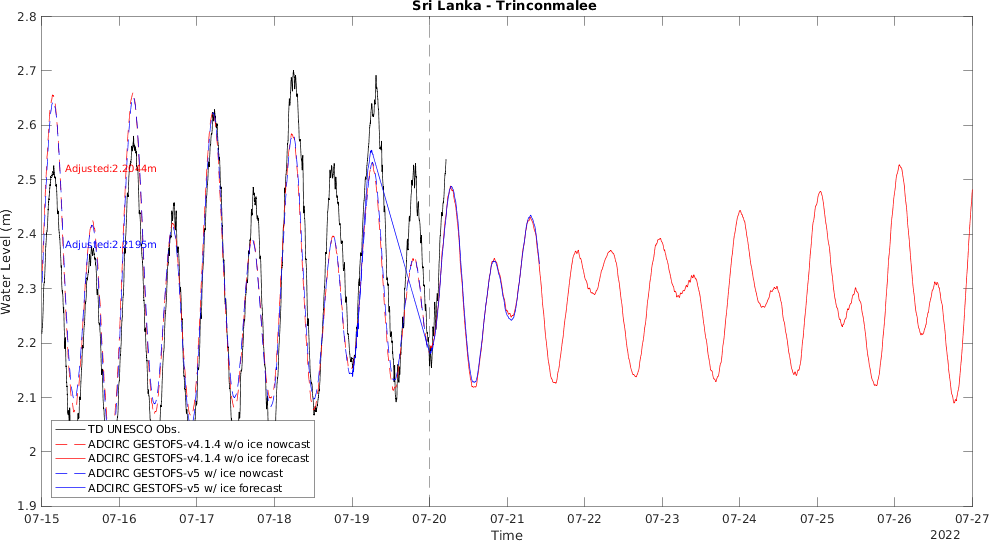 Sri Lanka - Trinconmalee
2.8
2.7
2.6
2.5
2.4
2.3
2.2
2.1
2
1.9
Water Level (m)
Adjusted:2.2044m
Adjusted:2.2195m
TD UNESCO Obs.
ADCIRC GESTOFS-v4.1.4 w/o ice nowcast
ADCIRC GESTOFS-v4.1.4 w/o ice forecast
ADCIRC GESTOFS-v5 w/ ice nowcast
ADCIRC GESTOFS-v5 w/ ice forecast
07-15 07-16 07-17 07-18 07-19 07-20 07-21 07-22 07-23 07-24 07-25 07-26 07-27
Time
2022